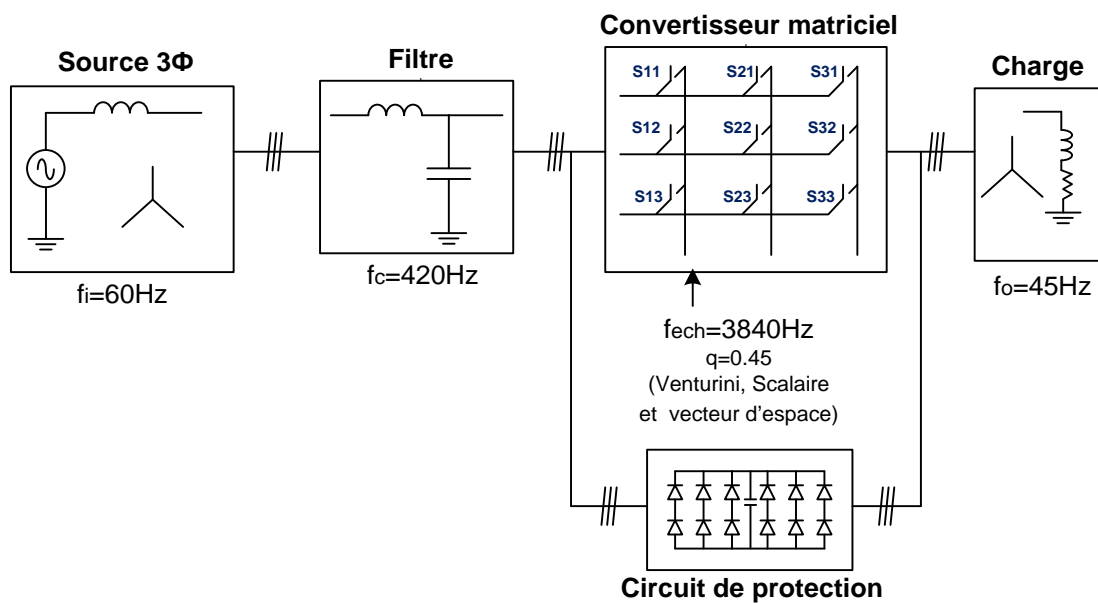 Convertisseur matriciel
Source 3Φ
Filtre
Charge
S11
S21
S31
S12
S22
S32
S13
S23
S33
fi=60Hz
fc=420Hz
fo=45Hz
fech=3840Hz
q=0.45
(Venturini, Scalaire
et vecteur d'espace)
Circuit de protection